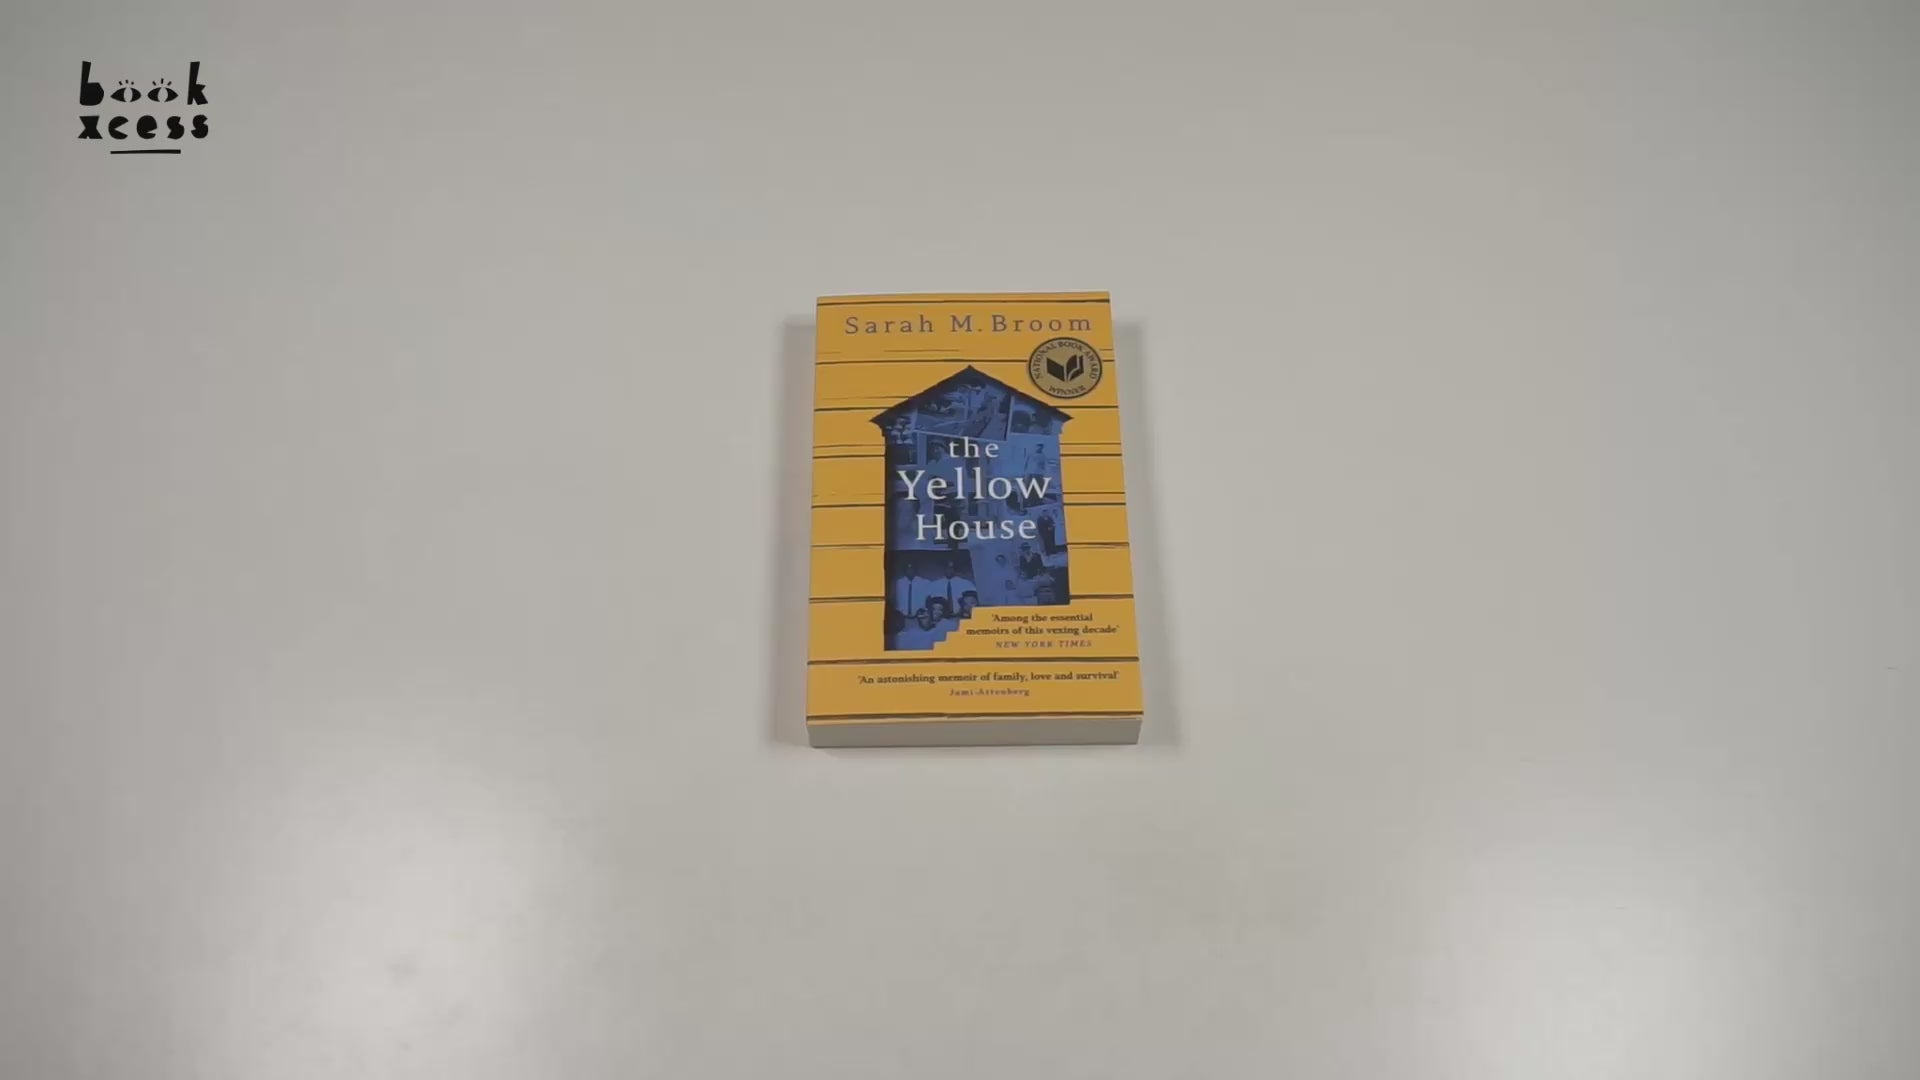 book
xcess
Sarah M. Broom
NATIONAL BOOK AWARD
WINNER
the
Yellow
House
'Among the essential
memoirs of this vexing decade'
NEW YORK TIMES
'An astonishing memoir of family, love and survival'
Jami Attenberg